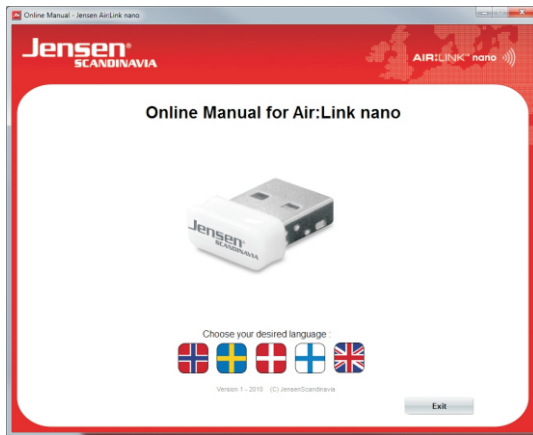 Online Manual - Jensen Air:Link nano
Jensen®
SCANDINAVIA
AIR:LINK™ nano
Online Manual for Air:Link nano
Jensen®
SCANDINAVIA
Choose your desired language :
Version 1 - 2010 (C) JensenScandinavia
Exit